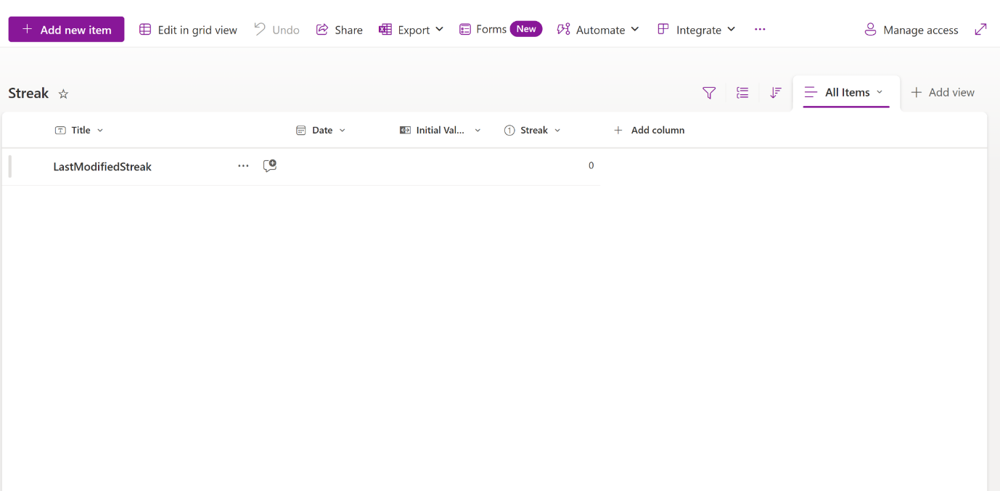 Add new item Edit in grid view Undo Share Export Forms New Automate Integrate Manage access
Streak All Items Add view
Title Date Initial Val... Streak Add column
LastModifiedStreak 0